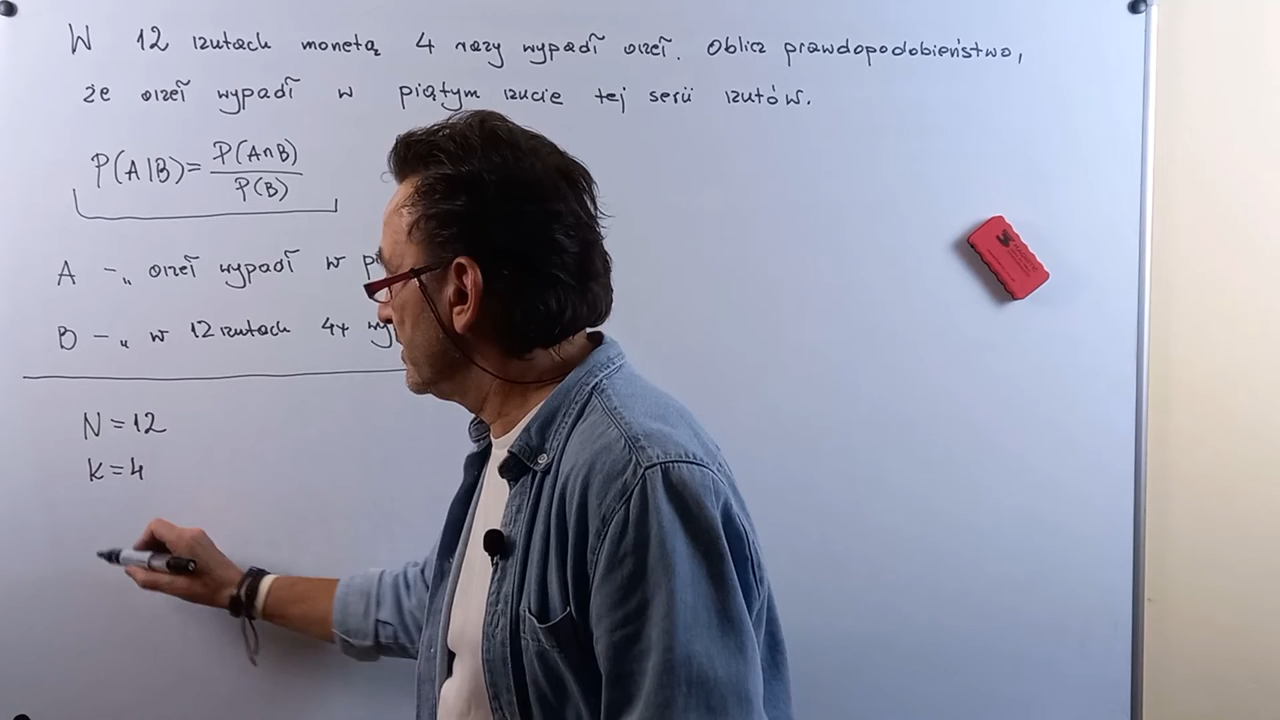 W 12 rzutach monetą 4 razy wypadł orzeł. Oblicz prawdopodobieństwo,
że orzeł wypadł w piątym rzucie tej serii rzutów.
P(A|B) = P(A∩B) / P(B)
A - „ orzeł wypadł w
B - „ w 12 rzutach 4x
N = 12
K = 4